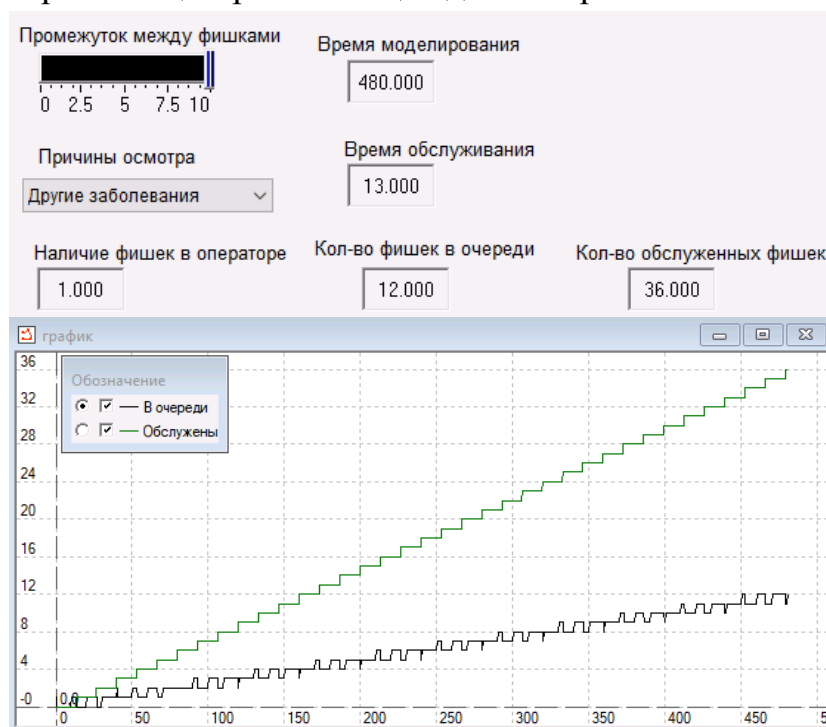 Промежуток между фишками
Время моделирования
480.000
0 2.5 5 7.5 10
Причины осмотра
Время обслуживания
Другие заболевания
13.000
Наличие фишек в операторе
Кол-во фишек в очереди
Кол-во обслуженных фишек
1.000
12.000
36.000
график
Обозначение
В очереди
Обслужены
36
32
28
24
20
16
12
8
4
-0
0 50 100 150 200 250 300 350 400 450